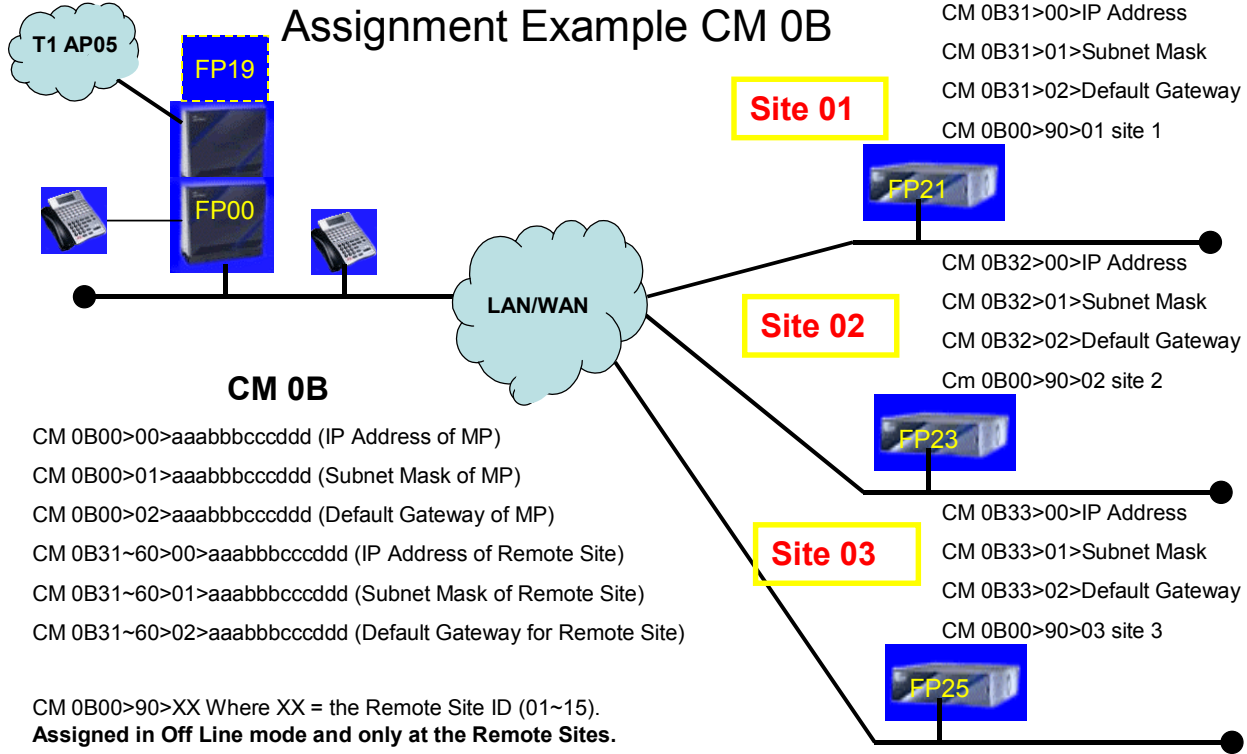 Assignment Example CM 0B
T1 AP05
FP19
FP00
LAN/WAN
CM 0B
CM 0B00>00>aaabbbcccddd (IP Address of MP)
CM 0B00>01>aaabbbcccddd (Subnet Mask of MP)
CM 0B00>02>aaabbbcccddd (Default Gateway of MP)
CM 0B31~60>00>aaabbbcccddd (IP Address of Remote Site)
CM 0B31~60>01>aaabbbcccddd (Subnet Mask of Remote Site)
CM 0B31~60>02>aaabbbcccddd (Default Gateway for Remote Site)
CM 0B00>90>XX Where XX = the Remote Site ID (01~15).
Assigned in Off Line mode and only at the Remote Sites.
Site 01
CM 0B31>00>IP Address
CM 0B31>01>Subnet Mask
CM 0B31>02>Default Gateway
CM 0B00>90>01 site 1
FP21
Site 02
CM 0B32>00>IP Address
CM 0B32>01>Subnet Mask
CM 0B32>02>Default Gateway
Cm 0B00>90>02 site 2
FP23
Site 03
CM 0B33>00>IP Address
CM 0B33>01>Subnet Mask
CM 0B33>02>Default Gateway
CM 0B00>90>03 site 3
FP25